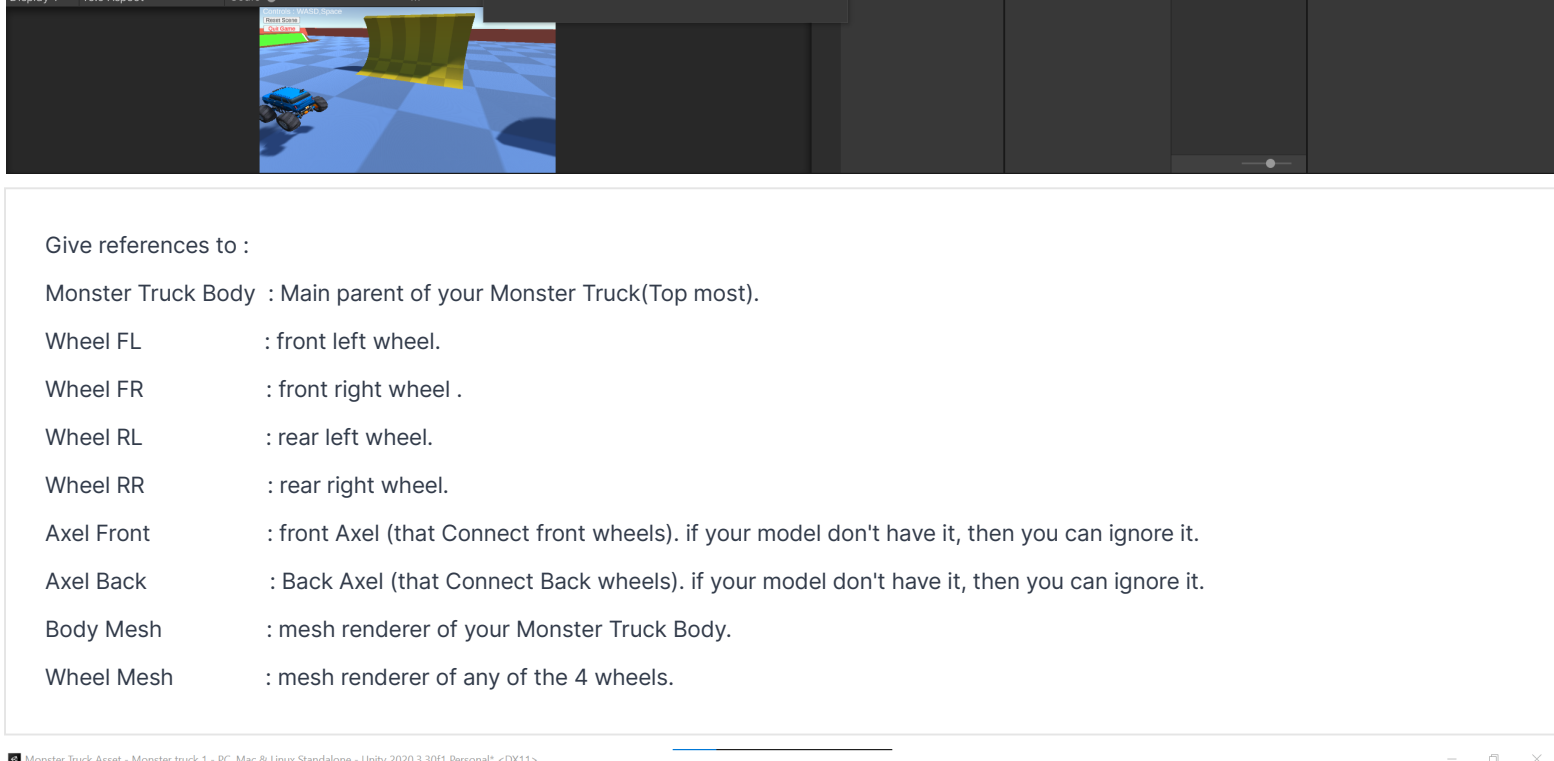 Controls : WASD,Space
Reset Scene
Quit Game
Give references to :
Monster Truck Body : Main parent of your Monster Truck(Top most).
Wheel FL : front left wheel.
Wheel FR : front right wheel .
Wheel RL : rear left wheel.
Wheel RR : rear right wheel.
Axel Front : front Axel (that Connect front wheels). if your model don't have it, then you can ignore it.
Axel Back : Back Axel (that Connect Back wheels). if your model don't have it, then you can ignore it.
Body Mesh : mesh renderer of your Monster Truck Body.
Wheel Mesh : mesh renderer of any of the 4 wheels.
Monster Truck Asset - Monster truck 1 - PC, Mac & Linux Standalone - Unity 2020.3.30f1 Personal* <DX11>